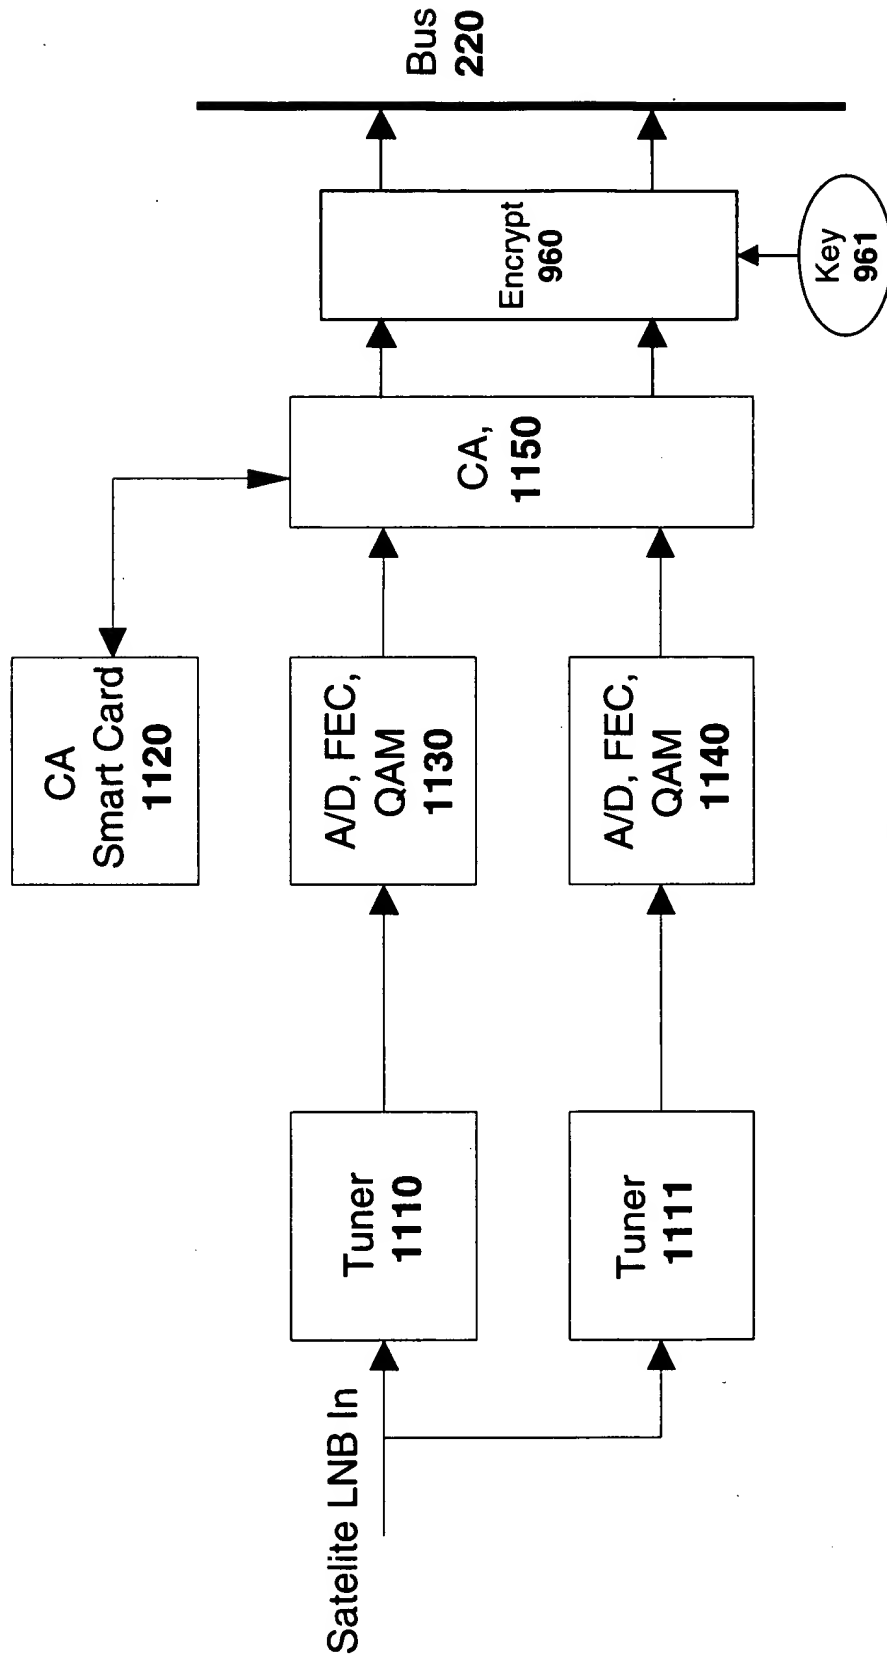 Satelite LNB In
Tuner
1110
Tuner
1111
CA
Smart Card
1120
A/D, FEC,
QAM
1130
A/D, FEC,
QAM
1140
CA,
1150
Encrypt
960
Key
961
Bus
220